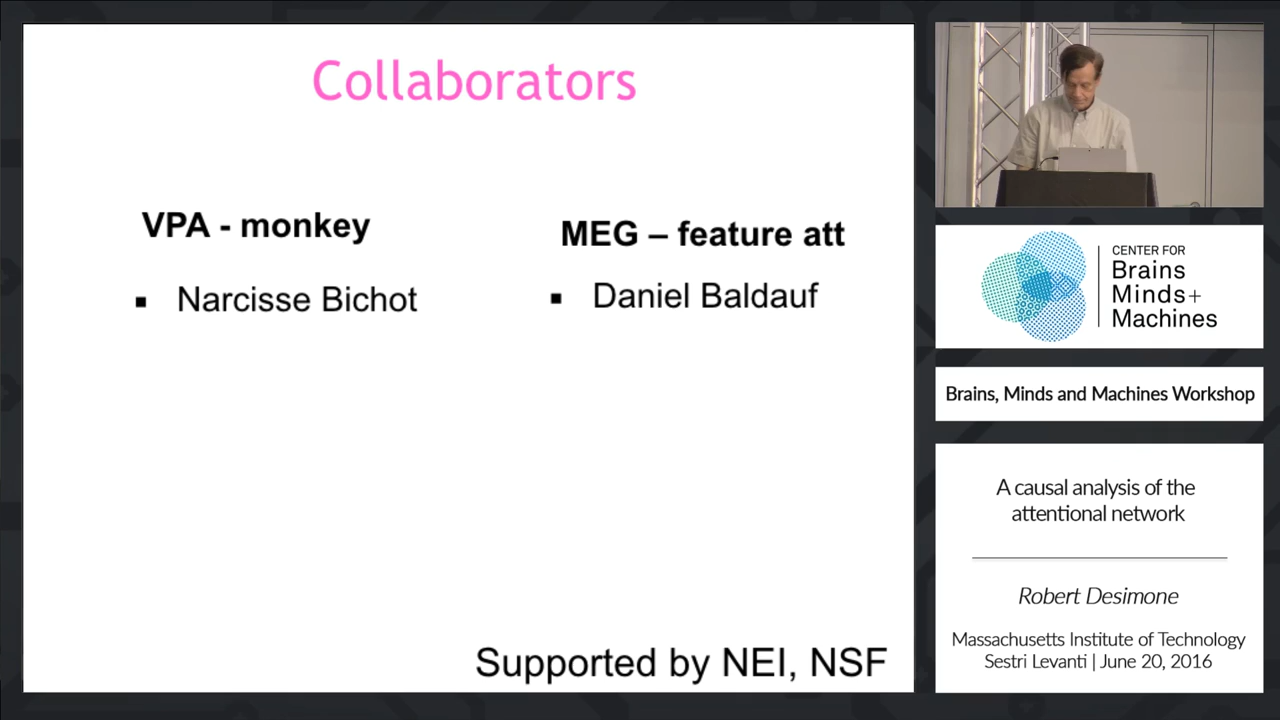 Collaborators
VPA - monkey
▪ Narcisse Bichot
MEG – feature att
▪ Daniel Baldauf
Supported by NEI, NSF
CENTER FOR
Brains
Minds+
Machines
Brains, Minds and Machines Workshop
A causal analysis of the
attentional network
Robert Desimone
Massachusetts Institute of Technology
Sestri Levanti | June 20, 2016